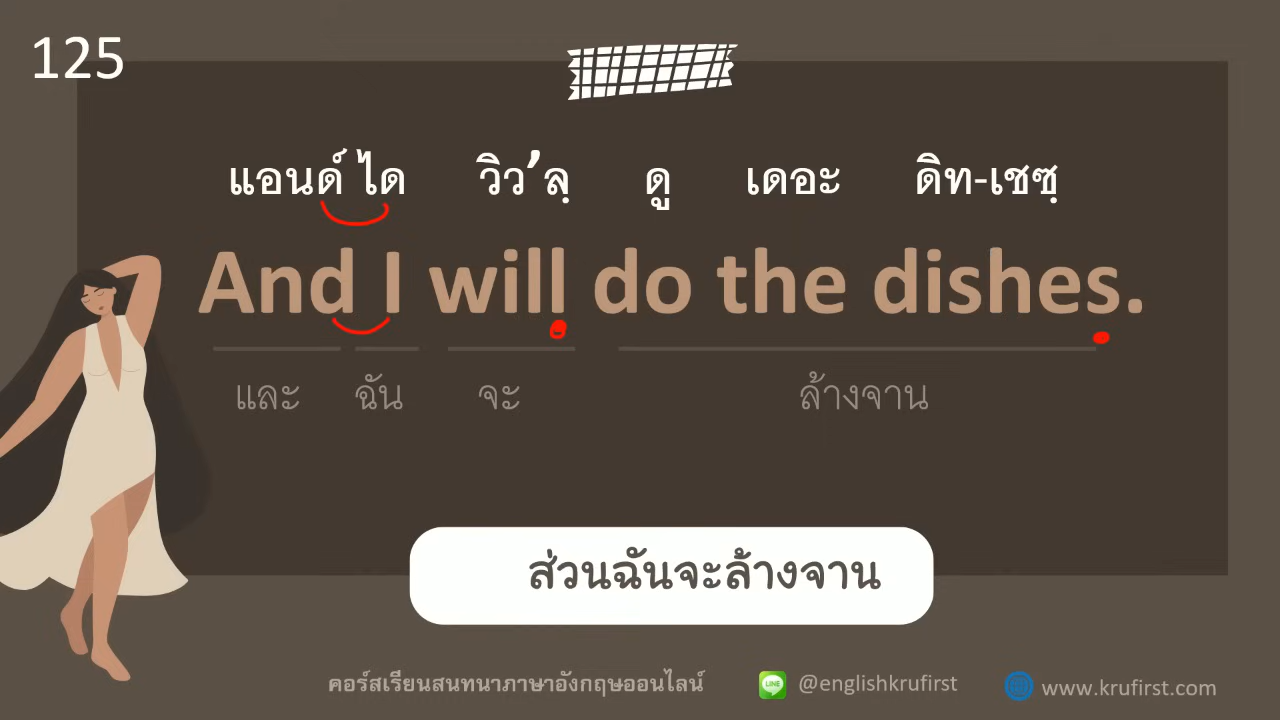 125
แอนด์ ได วิว’ลฺ ดู เดอะ ดิท-เชซฺ
And I will do the dishes.
และ ฉัน จะ ล้างจาน
ส่วนฉันจะล้างจาน
คอร์สเรียนสนทนาภาษาอังกฤษออนไลน์ LINE @englishkrufirst www.krufirst.com